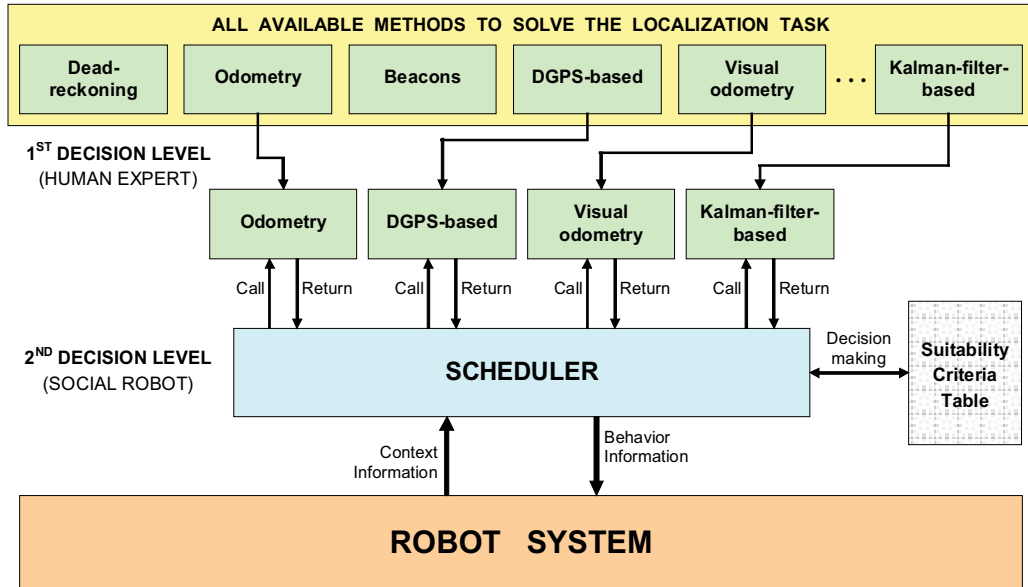 ALL AVAILABLE METHODS TO SOLVE THE LOCALIZATION TASK
Dead-
reckoning
Odometry
Beacons
DGPS-based
Visual
odometry
...
Kalman-filter-
based
1ST DECISION LEVEL
(HUMAN EXPERT)
Odometry
DGPS-based
Visual
odometry
Kalman-filter-
based
Call
Return
Call
Return
Call
Return
Call
Return
2ND DECISION LEVEL
(SOCIAL ROBOT)
SCHEDULER
Decision
making
Suitability
Criteria
Table
Context
Information
Behavior
Information
ROBOT SYSTEM